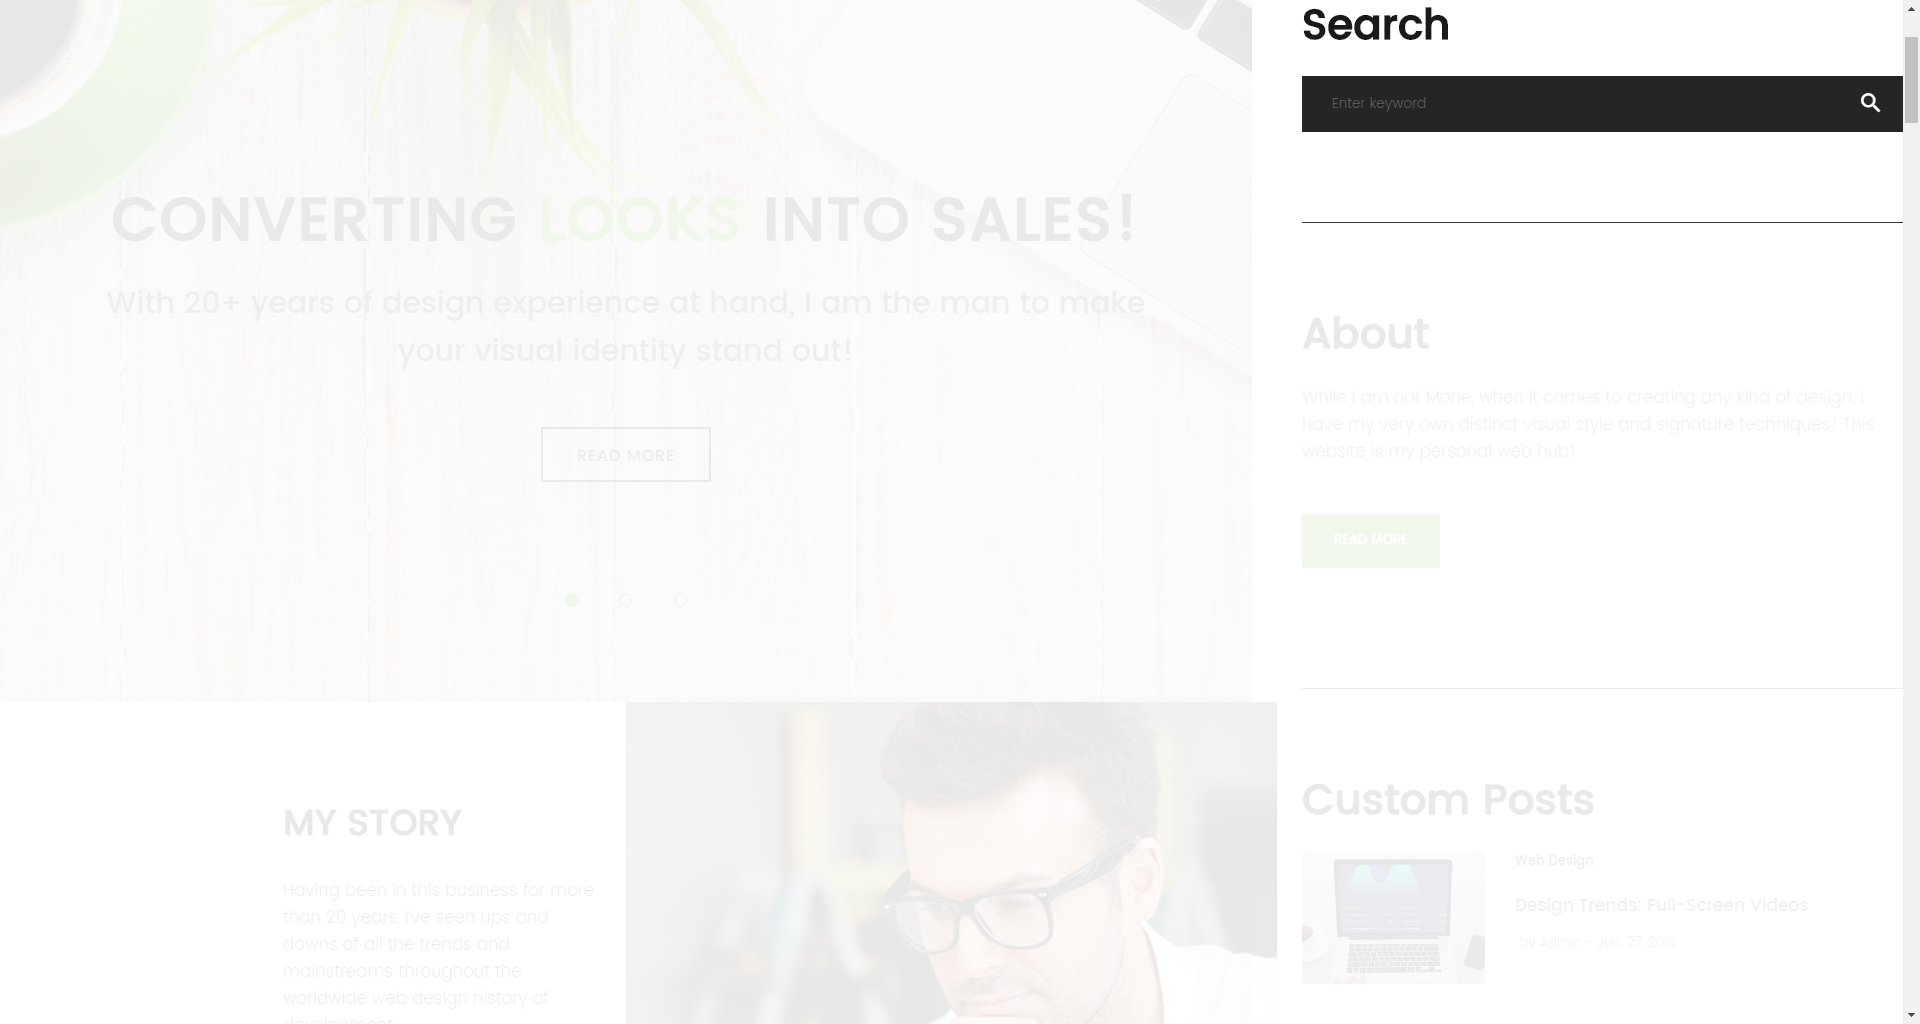 CONVERTING LOOKS INTO SALES!
With 20+ years of design experience at hand, I am the man to make
your visual identity stand out!
READ MORE
MY STORY
Having been in this business for more
than 20 years, I've seen ups and
downs of all the trends and
mainstreams throughout the
worldwide web design history of
development.
Search
Enter keyword
About
While I am not Mone, when it comes to creating any kind of design, I
have my very own distinct visual style and signature techniques! This
website is my personal web hub!
READ MORE
Custom Posts
Web Design
Design Trends: Full-Screen Videos
by Admin - Jun. 27, 2016